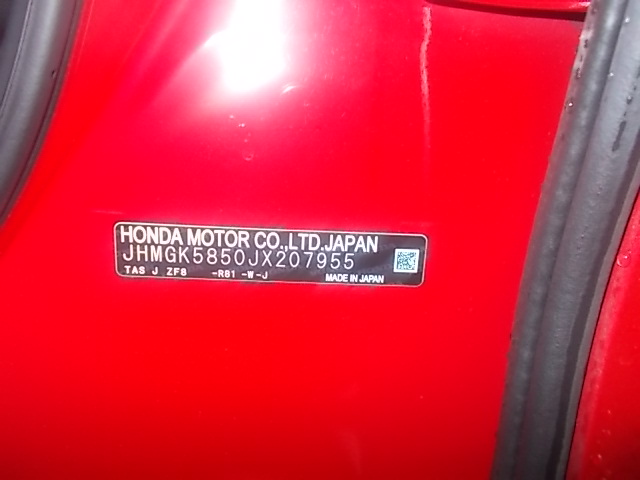 HONDA MOTOR CO.,LTD.JAPAN
JHMGK5850JX207955
TAS J ZF8 -R81 -W-J MADE IN JAPAN